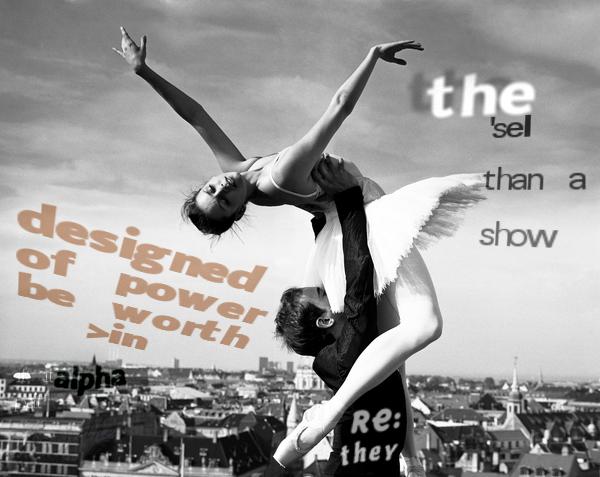 the
'sel
than a
show
designed
of power
be worth
>in
alpha
Re:
they